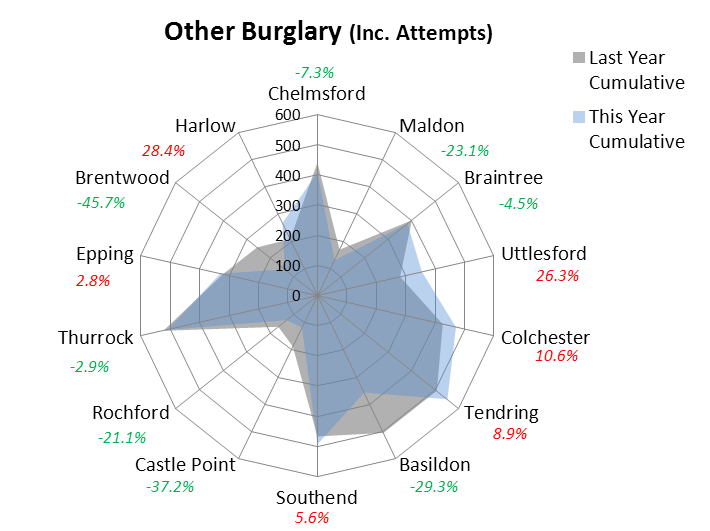 Other Burglary (Inc. Attempts)
Last Year
Cumulative
This Year
Cumulative
-7.3%
Chelmsford
Maldon
-23.1%
Braintree
-4.5%
Uttlesford
26.3%
Colchester
10.6%
Tendring
8.9%
Basildon
-29.3%
Southend
5.6%
Castle Point
-37.2%
Rochford
-21.1%
Thurrock
-2.9%
Epping
2.8%
Brentwood
-45.7%
Harlow
28.4%
600
500
400
300
200
100
0